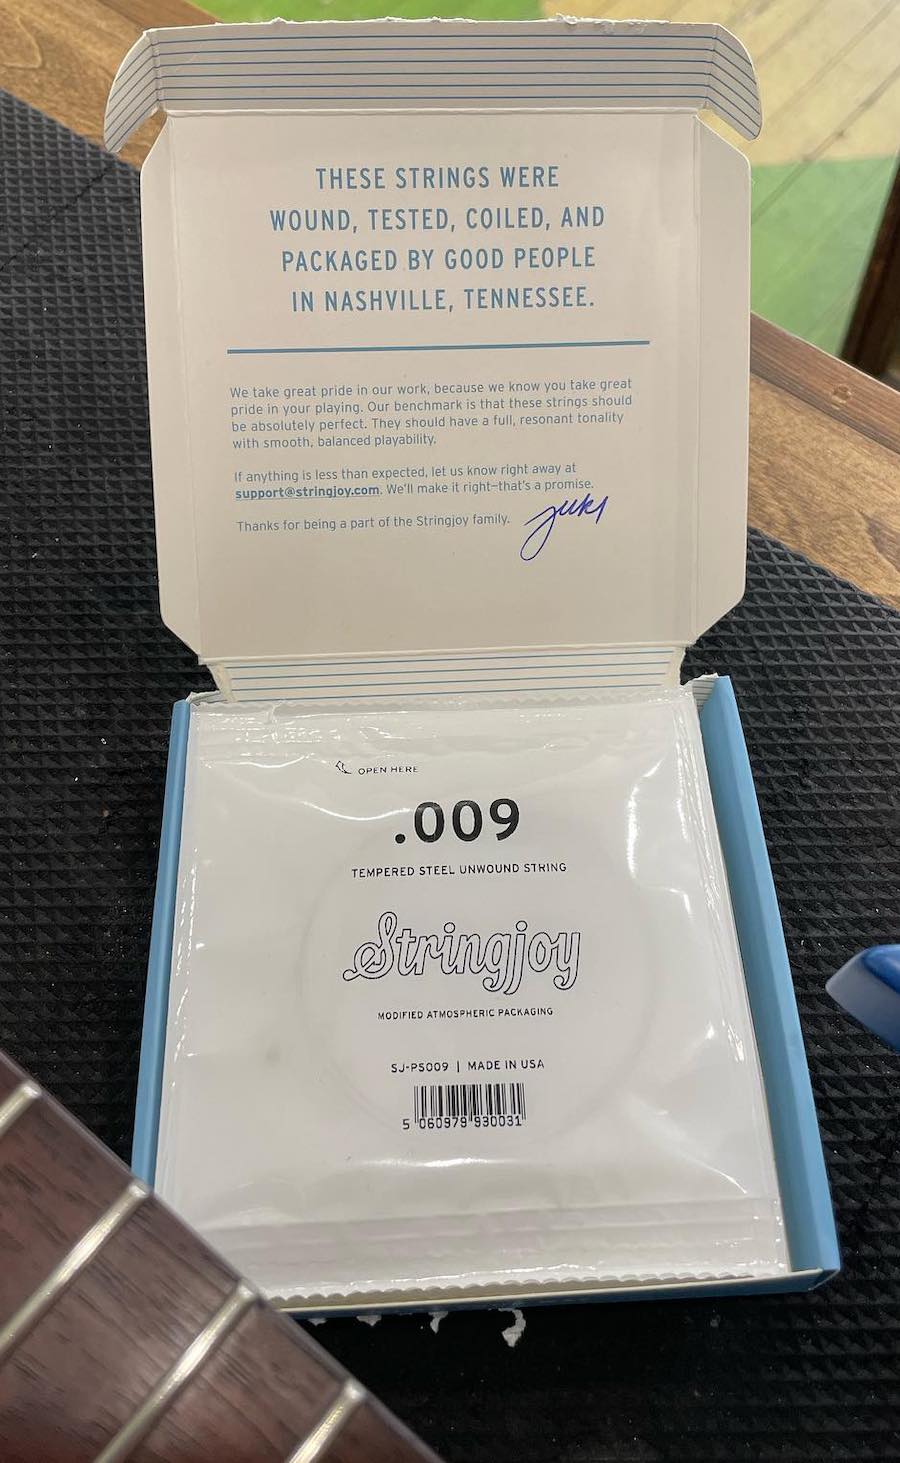 THESE STRINGS WERE
WOUND, TESTED, COILED, AND
PACKAGED BY GOOD PEOPLE
IN NASHVILLE, TENNESSEE.
We take great pride in our work, because we know you take great
pride in your playing. Our benchmark is that these strings should
be absolutely perfect. They should have a full, resonant tonality
with smooth, balanced playability.
If anything is less than expected, let us know right away at
support@stringjoy.com. We'll make it right—that's a promise.
Thanks for being a part of the Stringjoy family.
OPEN HERE
.009
TEMPERED STEEL UNWOUND STRING
Stringjoy
MODIFIED ATMOSPHERIC PACKAGING
SJ-PS009 | MADE IN USA
5 060979 930031